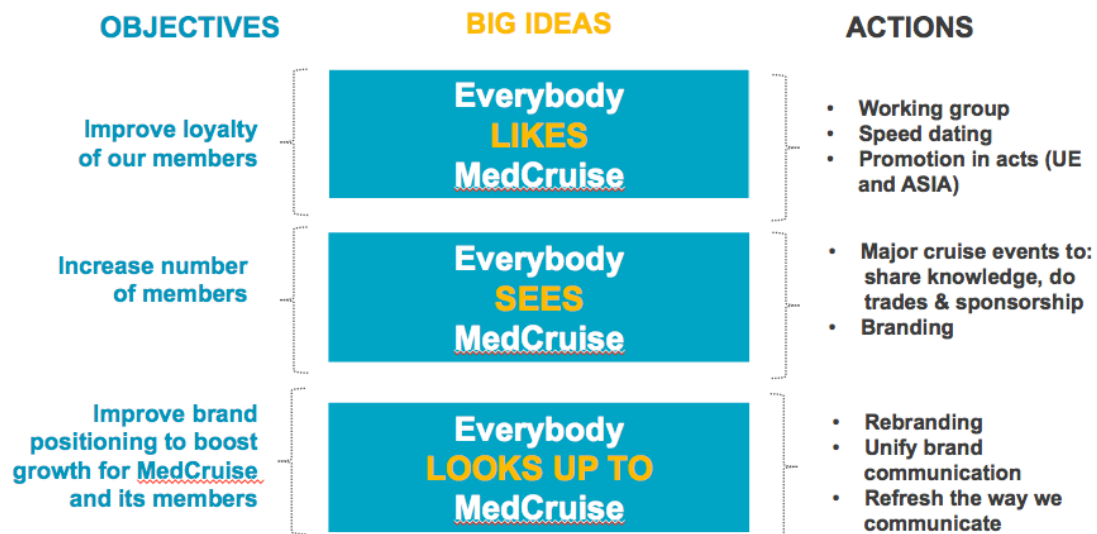 OBJECTIVES
BIG IDEAS
ACTIONS
Improve loyalty
of our members
Everybody
LIKES
MedCruise
• Working group
• Speed dating
• Promotion in acts (UE
and ASIA)
Increase number
of members
Everybody
SEES
MedCruise
• Major cruise events to:
share knowledge, do
trades & sponsorship
• Branding
Improve brand
positioning to boost
growth for MedCruise
and its members
Everybody
LOOKS UP TO
MedCruise
• Rebranding
• Unify brand
communication
• Refresh the way we
communicate